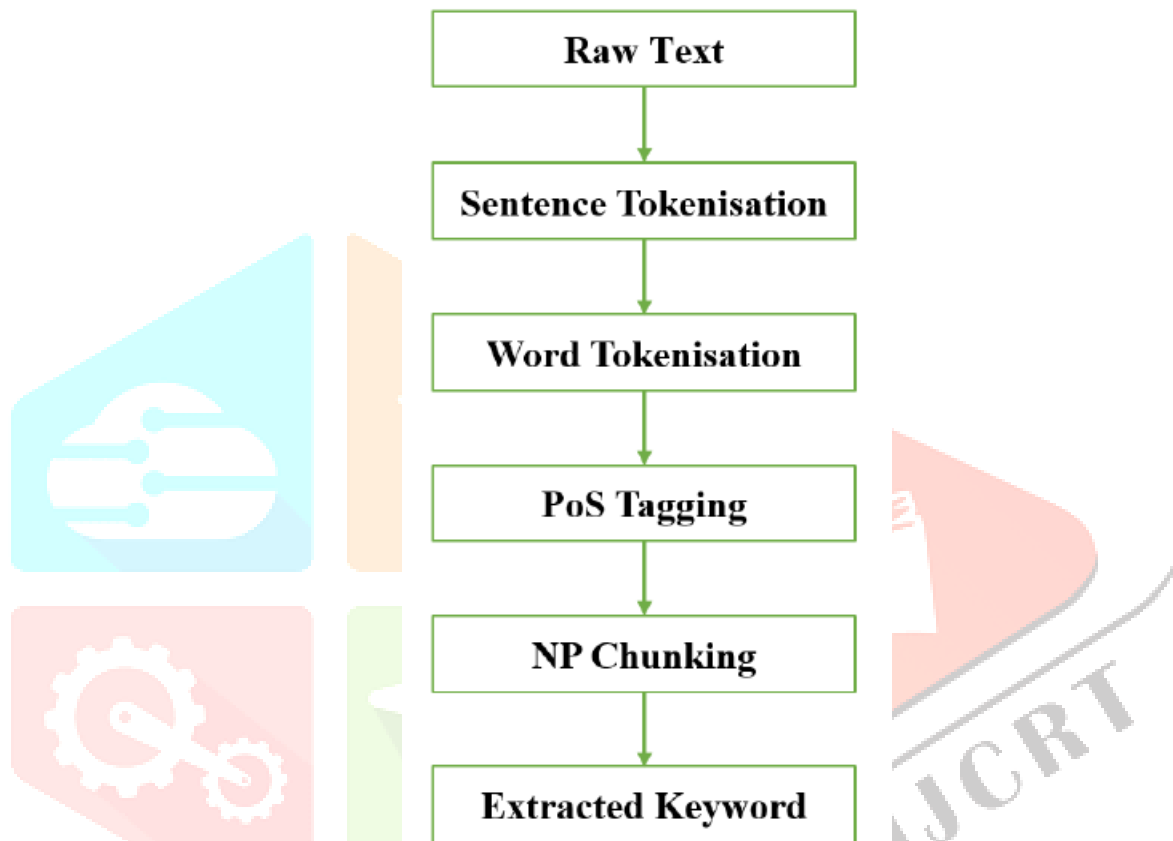 Raw Text
Sentence Tokenisation
Word Tokenisation
PoS Tagging
NP Chunking
Extracted Keyword
IJCRT